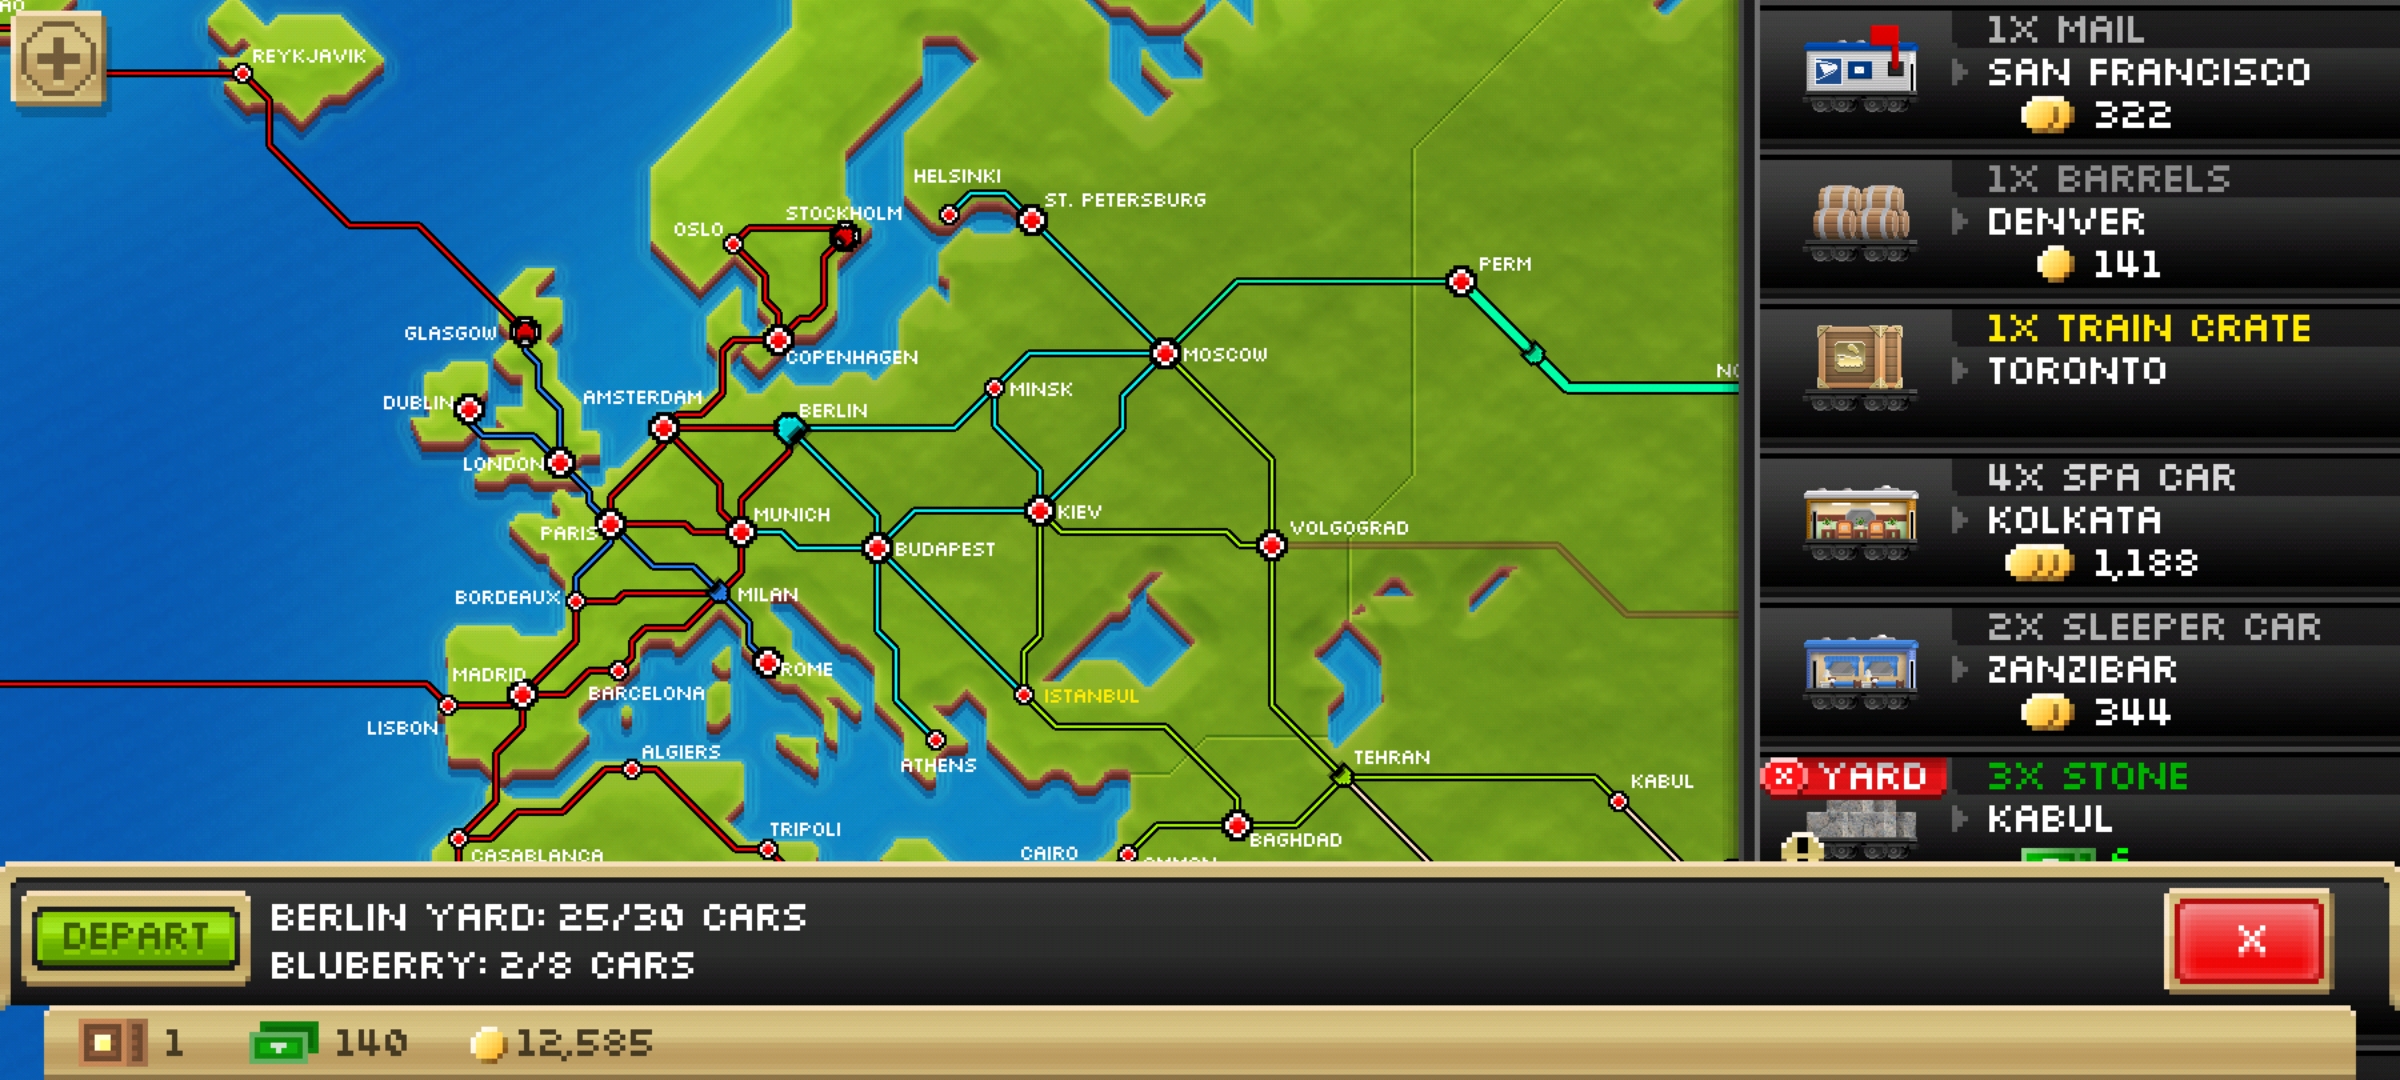 REYKJAVIK
HELSINKI
ST. PETERSBURG
STOCKHOLM
OSLO
PERM
GLASGOW
COPENHAGEN
MOSCOW
MINSK
DUBLIN
AMSTERDAM
BERLIN
LONDON
MUNICH
KIEV
VOLGOGRAD
PARIS
BUDAPEST
BORDEAUX
MILAN
MADRID
ROME
BARCELONA
ISTANBUL
LISBON
ALGIERS
ATHENS
TEHRAN
KABUL
TRIPOLI
BAGHDAD
CASABLANCA
CAIRO
1X MAIL
SAN FRANCISCO
322
1X BARRELS
DENVER
141
1X TRAIN CRATE
TORONTO
4X SPA CAR
KOLKATA
1,188
2X SLEEPER CAR
ZANZIBAR
344
YARD
3X STONE
KABUL
DEPART
BERLIN YARD: 25/30 CARS
BLUBERRY: 2/8 CARS
X
1
140
12,585